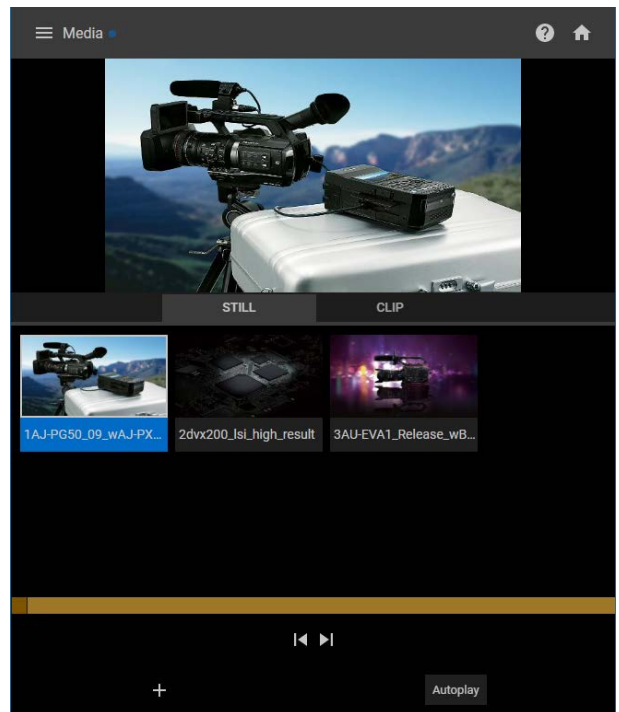 Media
STILL CLIP
1AJ-PG50_09_wAJ-PX... 2dvx200_lsi_high_result 3AU-EVA1_Release_wB...
Autoplay